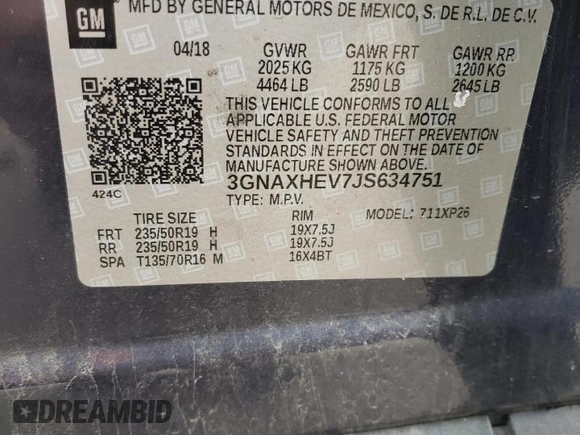 GM
MFD BY GENERAL MOTORS DE MEXICO, S. DE R.L. DE C.V.
04/18 GVWR GAWR FRT GAWR RR
2025 KG 1175 KG 1200 KG
4464 LB 2590 LB 2645 LB
THIS VEHICLE CONFORMS TO ALL
APPLICABLE U.S. FEDERAL MOTOR
VEHICLE SAFETY AND THEFT PREVENTION
STANDARDS IN EFFECT ON THE DATE OF
MANUFACTURE SHOWN ABOVE.
424C
3GNAXHEV7JS634751
TYPE: M.P.V. MODEL: 711XP26
TIRE SIZE RIM
FRT 235/50R19 H 19X7.5J
RR 235/50R19 H 19X7.5J
SPA T135/70R16 M 16X4BT
DREAMBID